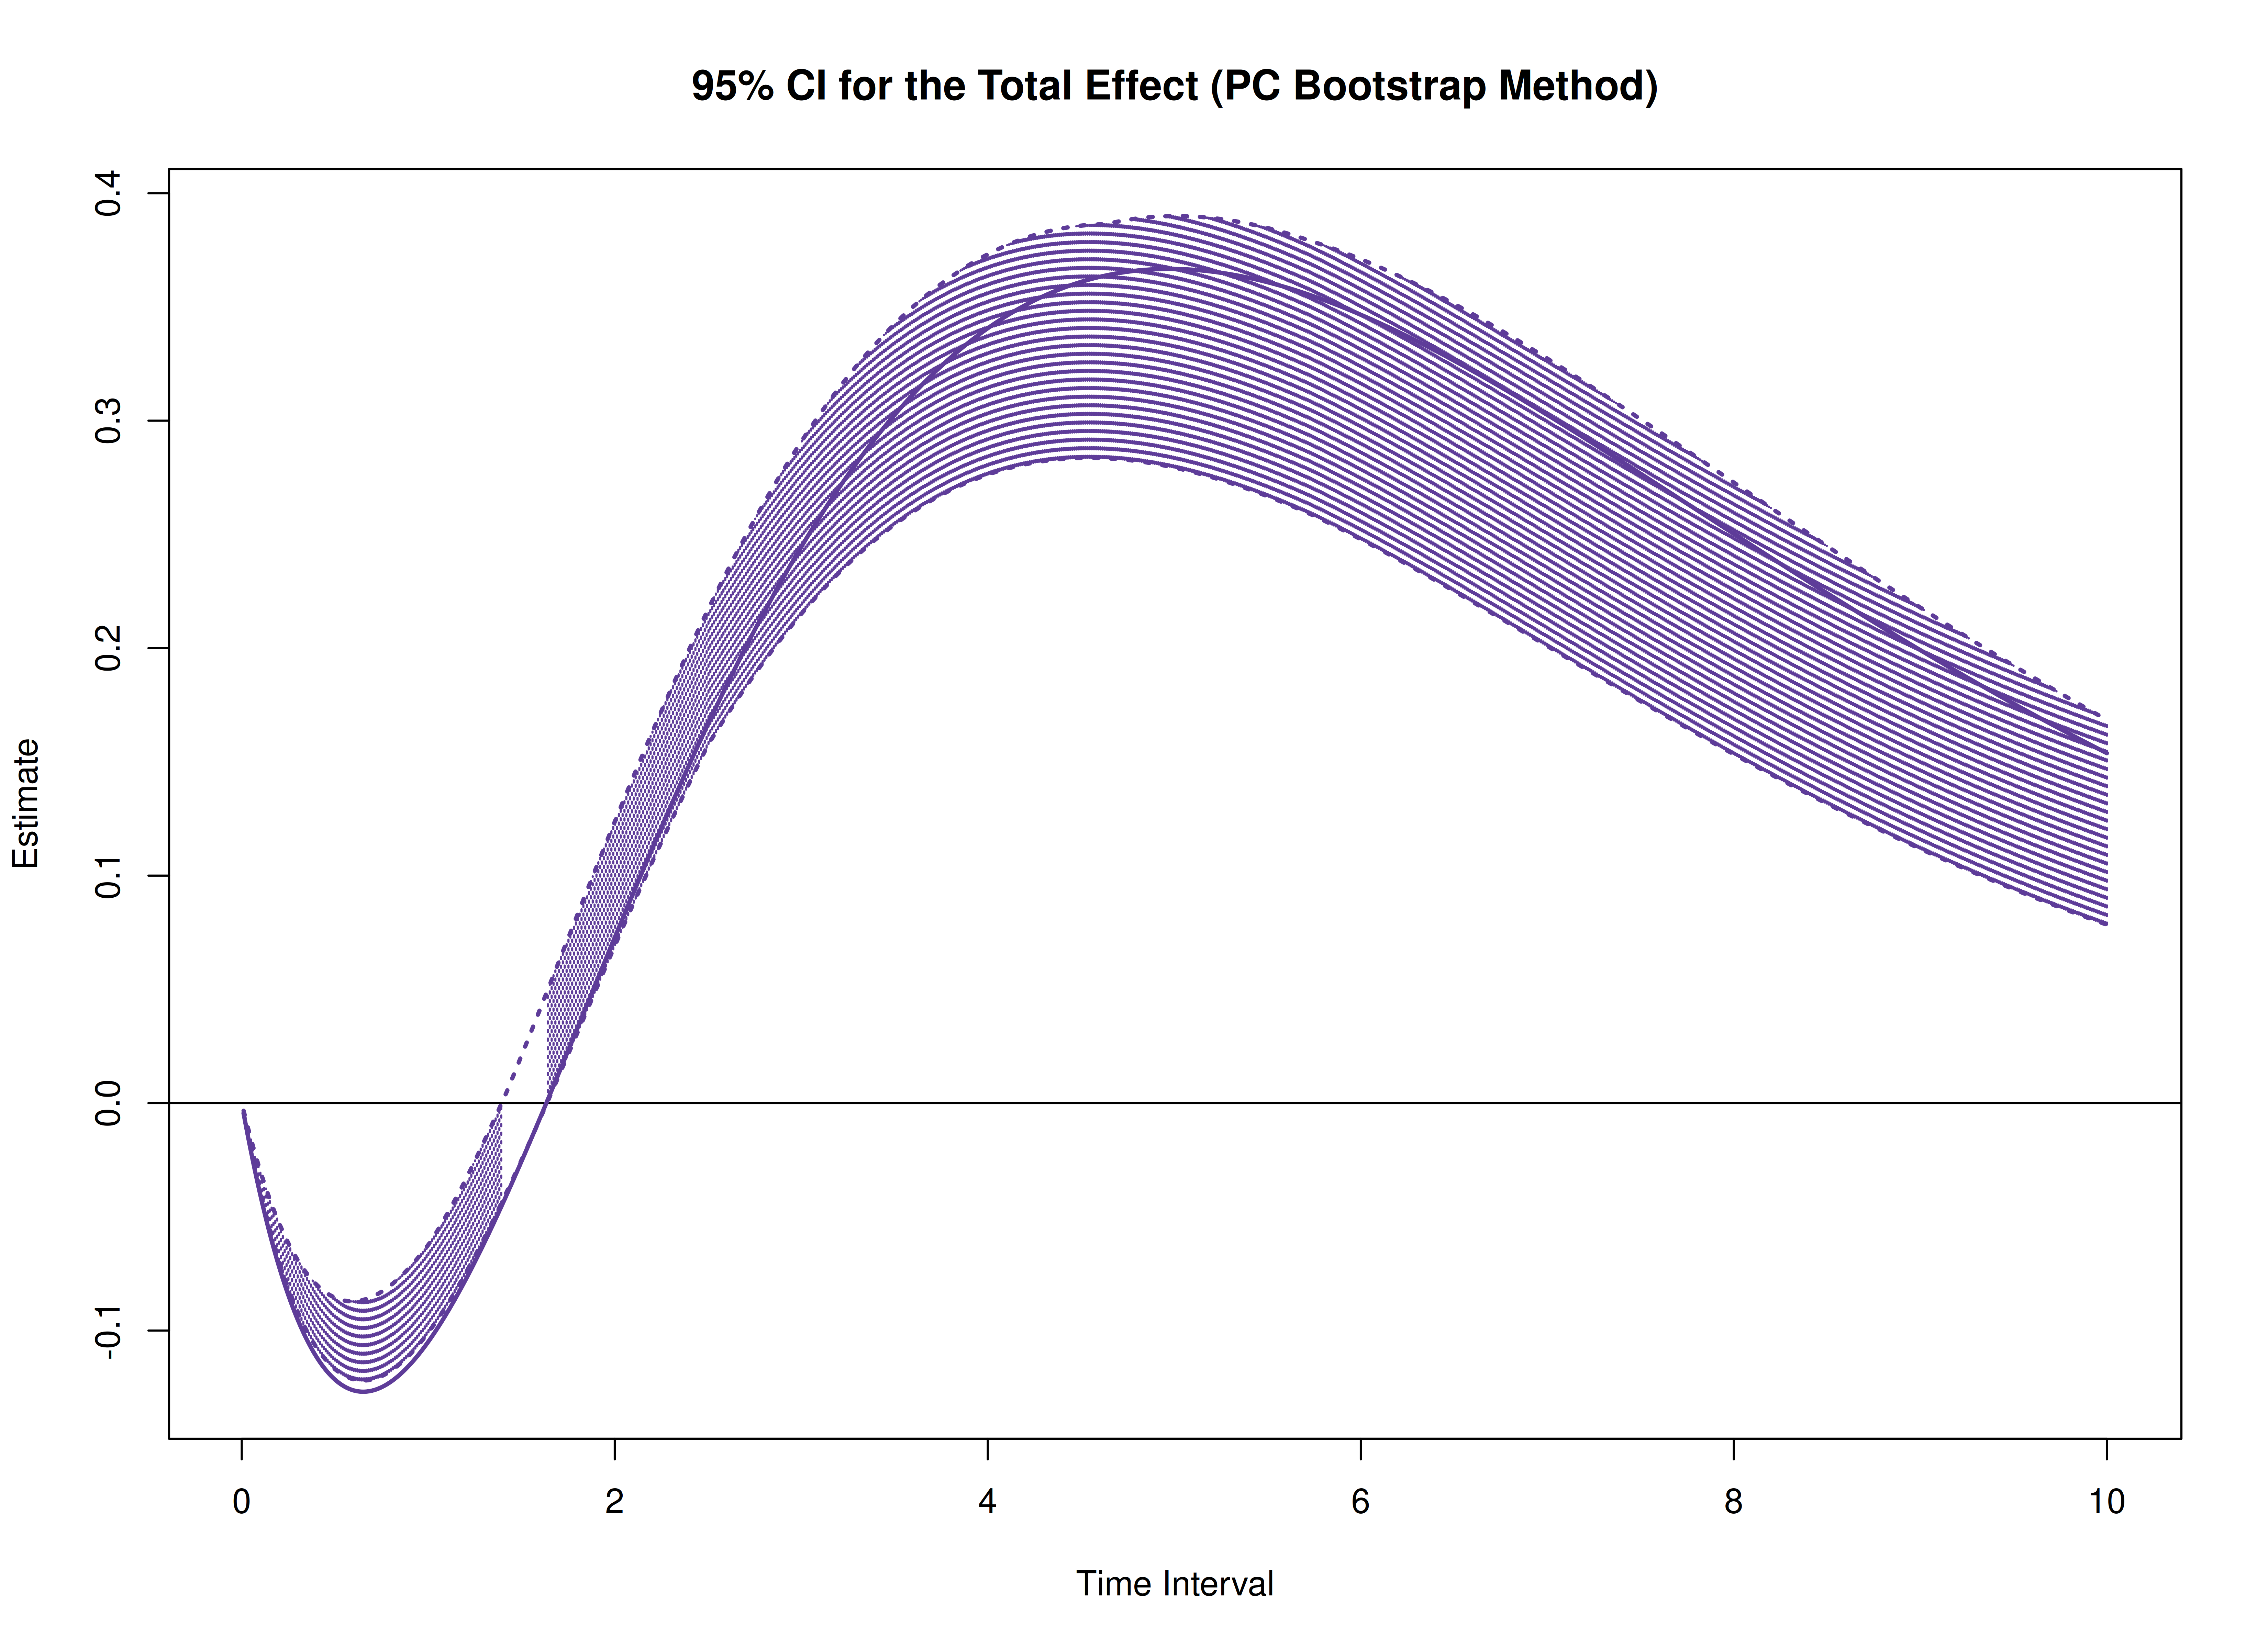 95% CI for the Total Effect (PC Bootstrap Method)
0.4
0.3
0.2
0.1
0.0
-0.1
Estimate
0 2 4 6 8 10
Time Interval